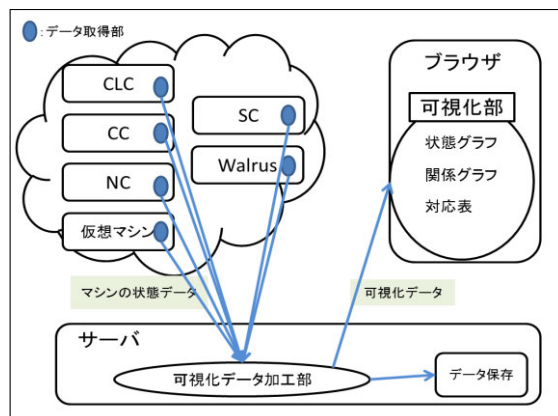 :データ取得部
CLC
CC
NC
仮想マシン
SC
Walrus
ブラウザ
可視化部
状態グラフ
関係グラフ
対応表
マシンの状態データ
可視化データ
サーバ
可視化データ加工部
データ保存